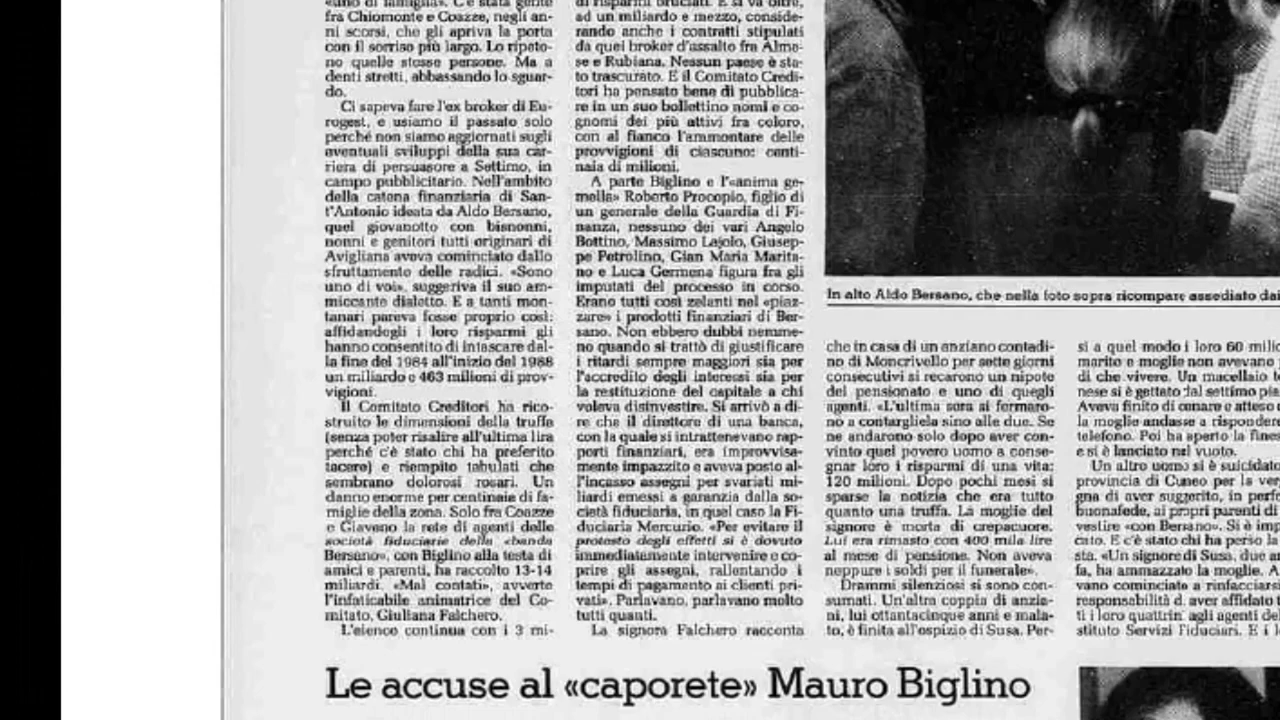 «uno di famiglia». C'è stata gente
fra Chiomonte e Coazze, negli an-
ni scorsi, che gli apriva la porta
con il sorriso più largo. Lo ripeto-
no quelle stesse persone. Ma a
denti stretti, abbassando lo sguar-
do.
Ci sapeva fare l'ex broker di Eu-
rogest, e usiamo il passato solo
perché non siamo aggiornati sugli
eventuali sviluppi della sua car-
riera di persuasore a Settimo, in
campo pubblicitario. Nell'ambito
della catena finanziaria di San-
t'Antonio ideata da Aldo Bersano,
quel giovanotto con bisnonni,
nonni e genitori tutti originari di
Avigliana aveva cominciato dallo
sfruttamento delle radici. «Sono
uno di voi», suggeriva il suo am-
miccante dialetto. E a tanti mon-
tanari pareva fosse proprio così:
affidandogli i loro risparmi gli
hanno consentito di intascare dal-
la fine del 1984 all'inizio del 1988
un miliardo e 463 milioni di prov-
vigioni.
Il Comitato Creditori ha rico-
struito le dimensioni della truffa
(senza poter risalire all'ultima lira
perché c'è stato chi ha preferito
tacere) e riempito tabulati che
sembrano dolorosi rosari. Un
danno enorme per centinaia di fa-
miglie della zona. Solo fra Coazze
e Giaveno la rete di agenti delle
società fiduciarie della «banda
Bersano», con Biglino alla testa di
amici e parenti, ha raccolto 13-14
miliardi. «Mal contati», avverte
l'infaticabile animatrice del Co-
mitato, Giuliana Falchero.
L'elenco continua con i 3 mi-
di risparmi bruciati. E si va oltre,
ad un miliardo e mezzo, conside-
rando anche i contratti stipulati
da quei broker d'assalto fra Alme-
se e Rubiana. Nessun paese è sta-
to trascurato. E il Comitato Credi-
tori ha pensato bene di pubblica-
re in un suo bollettino nomi e co-
gnomi dei più attivi fra coloro,
con al fianco l'ammontare delle
provvigioni di ciascuno: centi-
naia di milioni.
A parte Biglino e l'«anima ge-
mella» Roberto Procopio, figlio di
un generale della Guardia di Fi-
nanza, nessuno dei vari Angelo
Bottino, Massimo Lajolo, Giusep-
pe Petrolino, Gian Maria Marita-
no e Luca Germena figura fra gli
imputati del processo in corso.
Erano tutti così zelanti nel «piaz-
zare» i prodotti finanziari di Ber-
sano. Non ebbero dubbi nemme-
no quando si trattò di giustificare
i ritardi sempre maggiori sia per
l'accredito degli interessi sia per
la restituzione del capitale a chi
voleva disinvestire. Si arrivò a di-
re che il direttore di una banca,
con la quale si intrattenevano rap-
porti finanziari, era improvvisa-
mente impazzito e aveva posto al-
l'incasso assegni per svariati mi-
liardi emessi a garanzia dalla so-
cietà fiduciaria, in quel caso la Fi-
duciaria Mercurio. «Per evitare il
protesto degli effetti si è dovuto
immediatamente intervenire e co-
prire gli assegni, rallentando i
tempi di pagamento ai clienti pri-
vati». Parlavano, parlavano molto
tutti quanti.
La signora Falchero racconta
In alto Aldo Bersano, che nella foto sopra ricompare assediato da
che in casa di un anziano contadi-
no di Moncrivello per sette giorni
consecutivi si recarono un nipote
del pensionato e uno di quegli
agenti. «L'ultima sera si fermaro-
no a contargliela sino alle due. Se
ne andarono solo dopo aver con-
vinto quel povero uomo a conse-
gnar loro i risparmi di una vita:
120 milioni. Dopo pochi mesi si
sparse la notizia che era tutto
quanto una truffa. La moglie del
signore è morta di crepacuore.
Lui era rimasto con 400 mila lire
al mese di pensione. Non aveva
neppure i soldi per il funerale».
Drammi silenziosi si sono con-
sumati. Un'altra coppia di anzia-
ni, lui ottantacinque anni e mala-
to, è finita all'ospizio di Susa. Per-
si a quel modo i loro 60 milio
marito e moglie non avevano
di che vivere. Un macellaio
nese si è gettato dal settimo pia
Aveva finito di cenare e atteso
la moglie andasse a rispondere
telefono. Poi ha aperto la fines
e si è lanciato nel vuoto.
Un altro uomo si è suicidato
provincia di Cuneo per la ver
gna di aver suggerito, in perfe
buonafede, ai propri parenti di
vestire «con Bersano». Si è imp
cato. E c'è stato chi ha perso la
sta. «Un signore di Susa, due an
fa, ha ammazzato la moglie. A
vano cominciato a rinfacciarsi
responsabilità d aver affidato
ti i loro quattrin agli agenti del
stituto Servizi Fiduciari. E i l
Le accuse al «caporete» Mauro Biglino